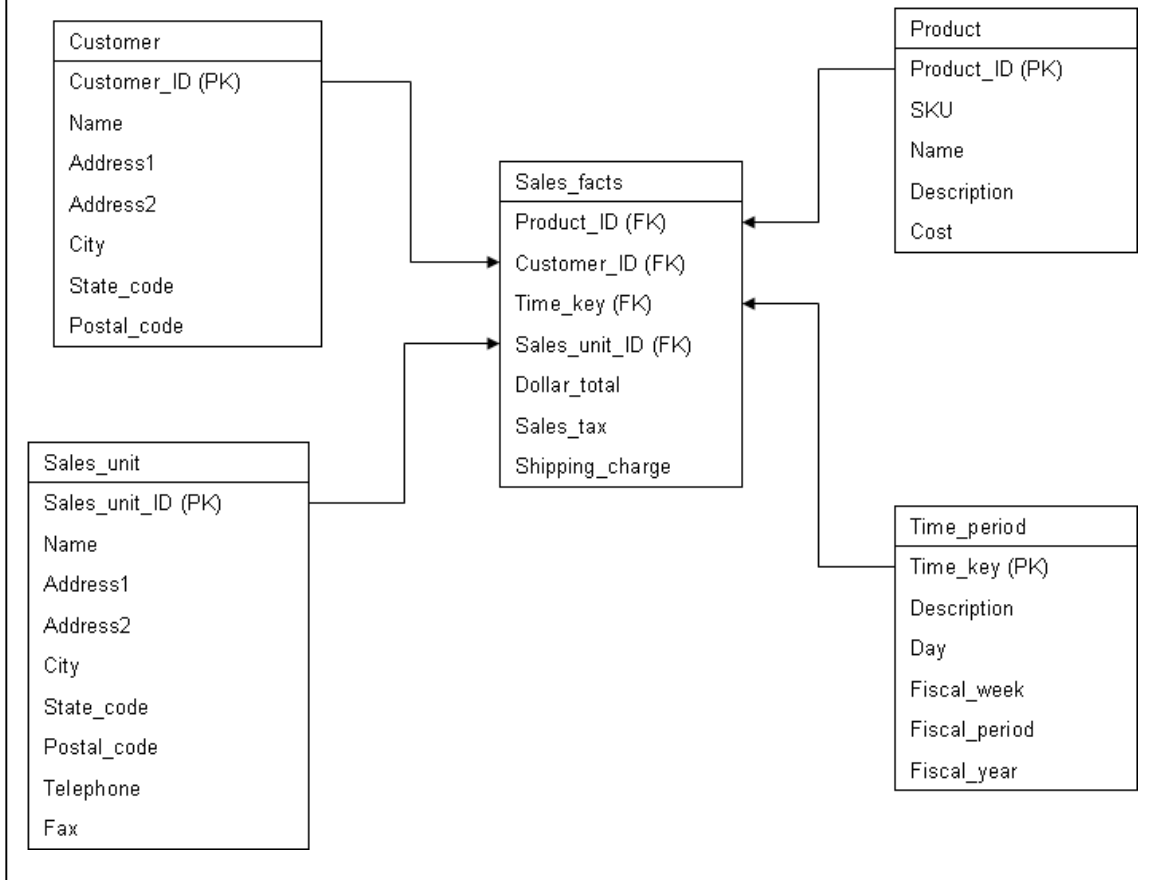 Customer
Customer_ID (PK)
Name
Address1
Address2
City
State_code
Postal_code
Product
Product_ID (PK)
SKU
Name
Description
Cost
Sales_facts
Product_ID (FK)
Customer_ID (FK)
Time_key (FK)
Sales_unit_ID (FK)
Dollar_total
Sales_tax
Shipping_charge
Sales_unit
Sales_unit_ID (PK)
Name
Address1
Address2
City
State_code
Postal_code
Telephone
Fax
Time_period
Time_key (PK)
Description
Day
Fiscal_week
Fiscal_period
Fiscal_year